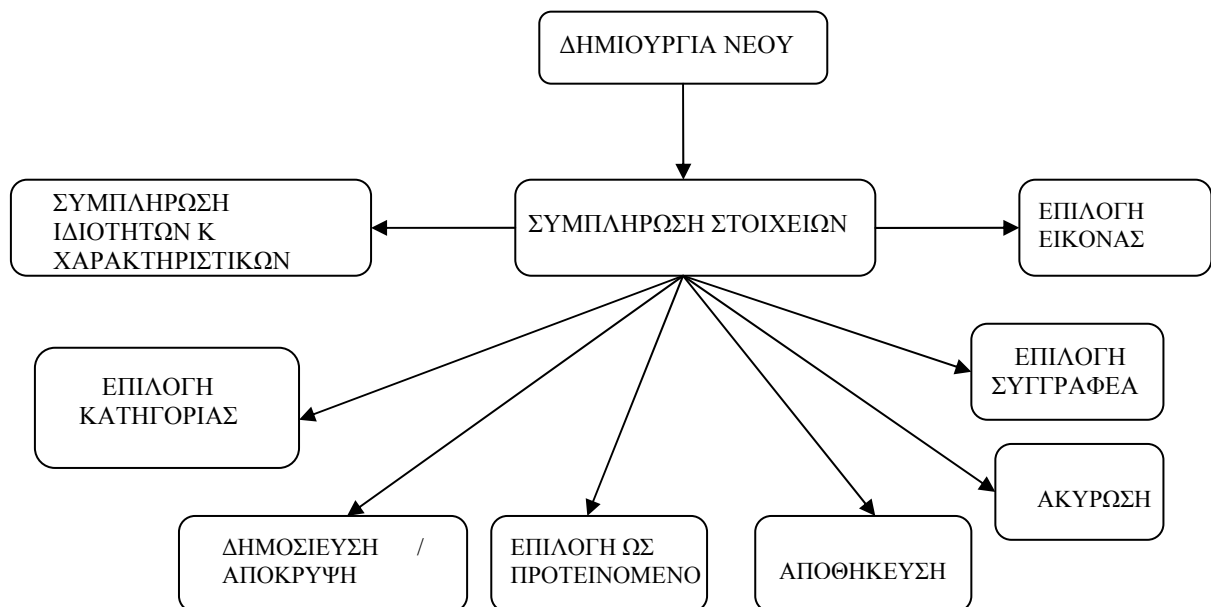 ΔΗΜΙΟΥΡΓΙΑ ΝΕΟΥ
ΣΥΜΠΛΗΡΩΣΗ
ΙΔΙΟΤΗΤΩΝ Κ
ΧΑΡΑΚΤΗΡΙΣΤΙΚΩΝ
ΣΥΜΠΛΗΡΩΣΗ ΣΤΟΙΧΕΙΩΝ
ΕΠΙΛΟΓΗ
ΕΙΚΟΝΑΣ
ΕΠΙΛΟΓΗ
ΚΑΤΗΓΟΡΙΑΣ
ΕΠΙΛΟΓΗ
ΣΥΓΓΡΑΦΕΑ
ΑΚΥΡΩΣΗ
ΔΗΜΟΣΙΕΥΣΗ /
ΑΠΟΚΡΥΨΗ
ΕΠΙΛΟΓΗ ΩΣ
ΠΡΟΤΕΙΝΟΜΕΝΟ
ΑΠΟΘΗΚΕΥΣΗ